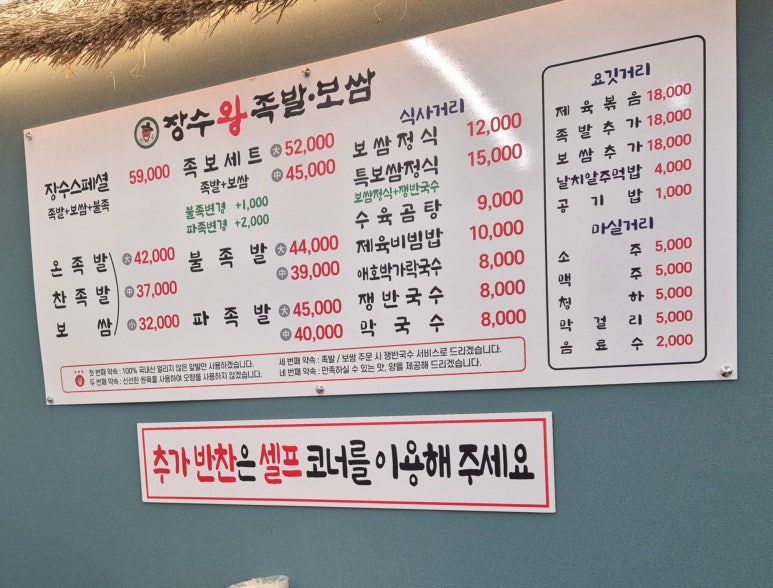 장수왕족발·보쌈
장수스페셜 59,000
족발+보쌈+불족
온족발 大 42,000
찬족발 中 37,000
보쌈 小 32,000
족보세트 大 52,000
족발+보쌈 中 45,000
불족변경 +1,000
파족변경 +2,000
불족발 大 44,000
中 39,000
파족발 大 45,000
中 40,000
식사거리
보쌈정식 12,000
특보쌈정식 15,000
보쌈정식+쟁반국수
수육곰탕 9,000
제육비빔밥 10,000
애호박가락국수 8,000
쟁반국수 8,000
막국수 8,000
요깃거리
제육볶음 18,000
족발추가 18,000
보쌈추가 18,000
날치알주먹밥 4,000
공기밥 1,000
마실거리
소주 5,000
맥주 5,000
청하 5,000
막걸리 5,000
음료수 2,000
첫 번째 약속 : 100% 국내산 얼리지 않은 앞발만 사용하겠습니다.
두 번째 약속 : 신선한 원육을 사용하여 오향을 사용하지 않겠습니다.
세 번째 약속 : 족발 / 보쌈 주문 시 쟁반국수 서비스로 드리겠습니다.
네 번째 약속 : 만족하실 수 있는 맛, 양을 제공해 드리겠습니다.
추가 반찬은 셀프 코너를 이용해 주세요